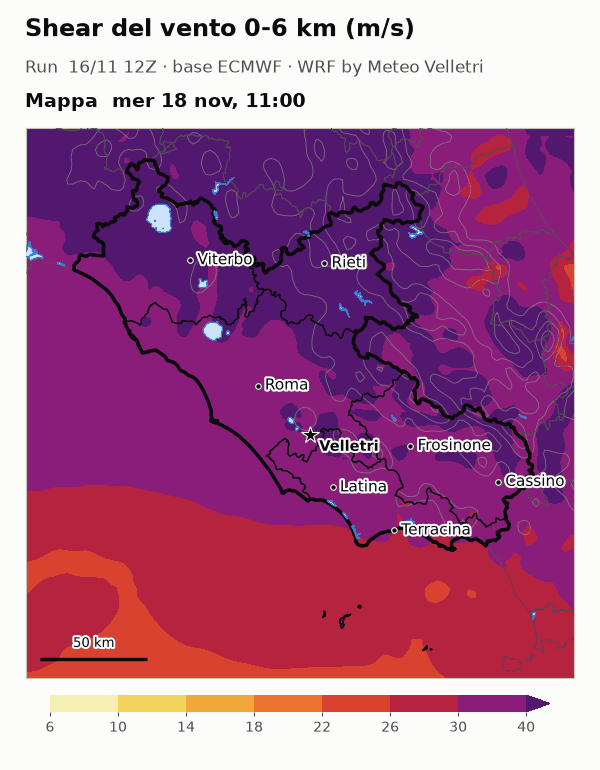 Shear del vento 0-6 km (m/s)
Run  16/11 12Z · base ECMWF · WRF by Meteo Velletri
Mappa  mer 18 nov, 11:00
Viterbo
Rieti
Roma
Velletri
Frosinone
Cassino
Latina
Terracina
50 km
6 10 14 18 22 26 30 40